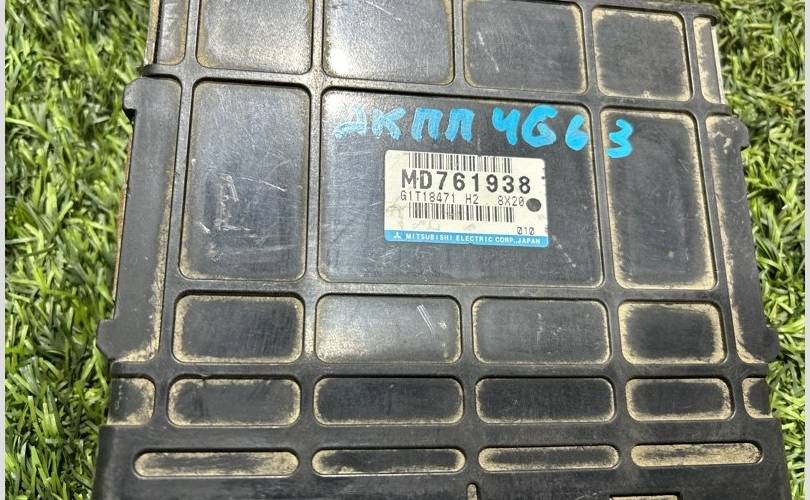 АКПП 4G63
MD761938
G1T18471 H2 8X20
010
MITSUBISHI ELECTRIC CORP., JAPAN